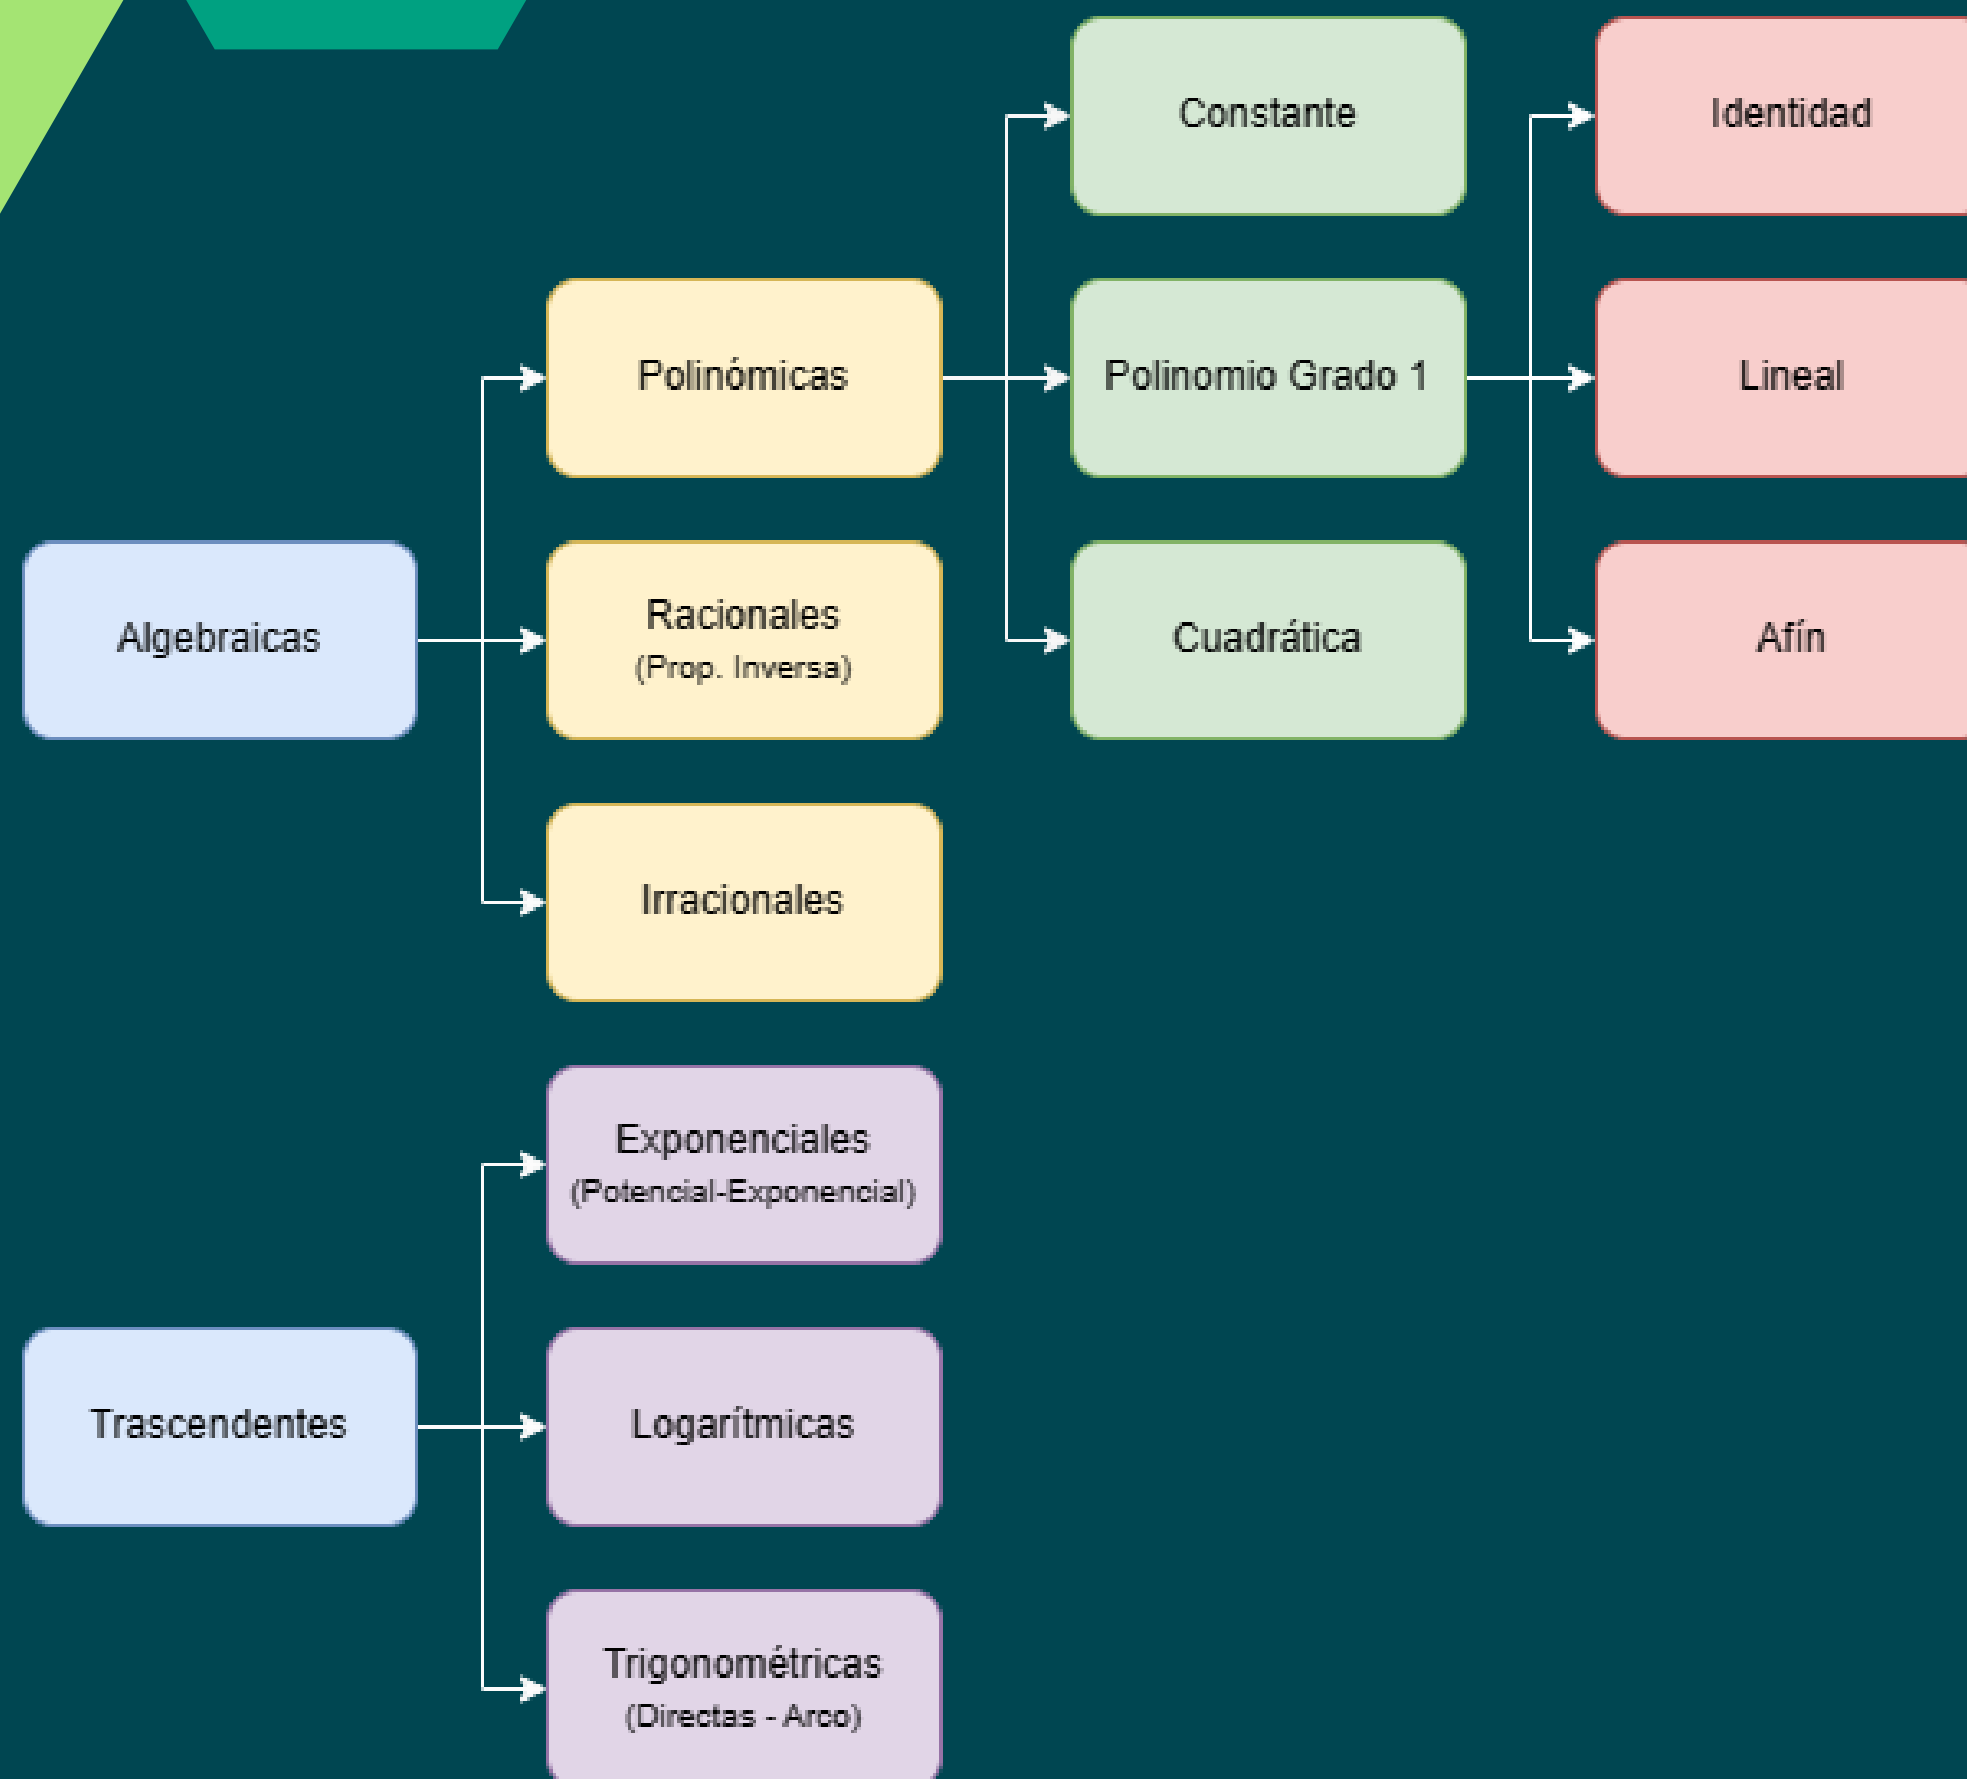 Constante
Identidad
Polinómicas
Polinomio Grado 1
Lineal
Algebraicas
Racionales
(Prop. Inversa)
Cuadrática
Afín
Irracionales
Exponenciales
(Potencial-Exponencial)
Trascendentes
Logarítmicas
Trigonométricas
(Directas - Arco)